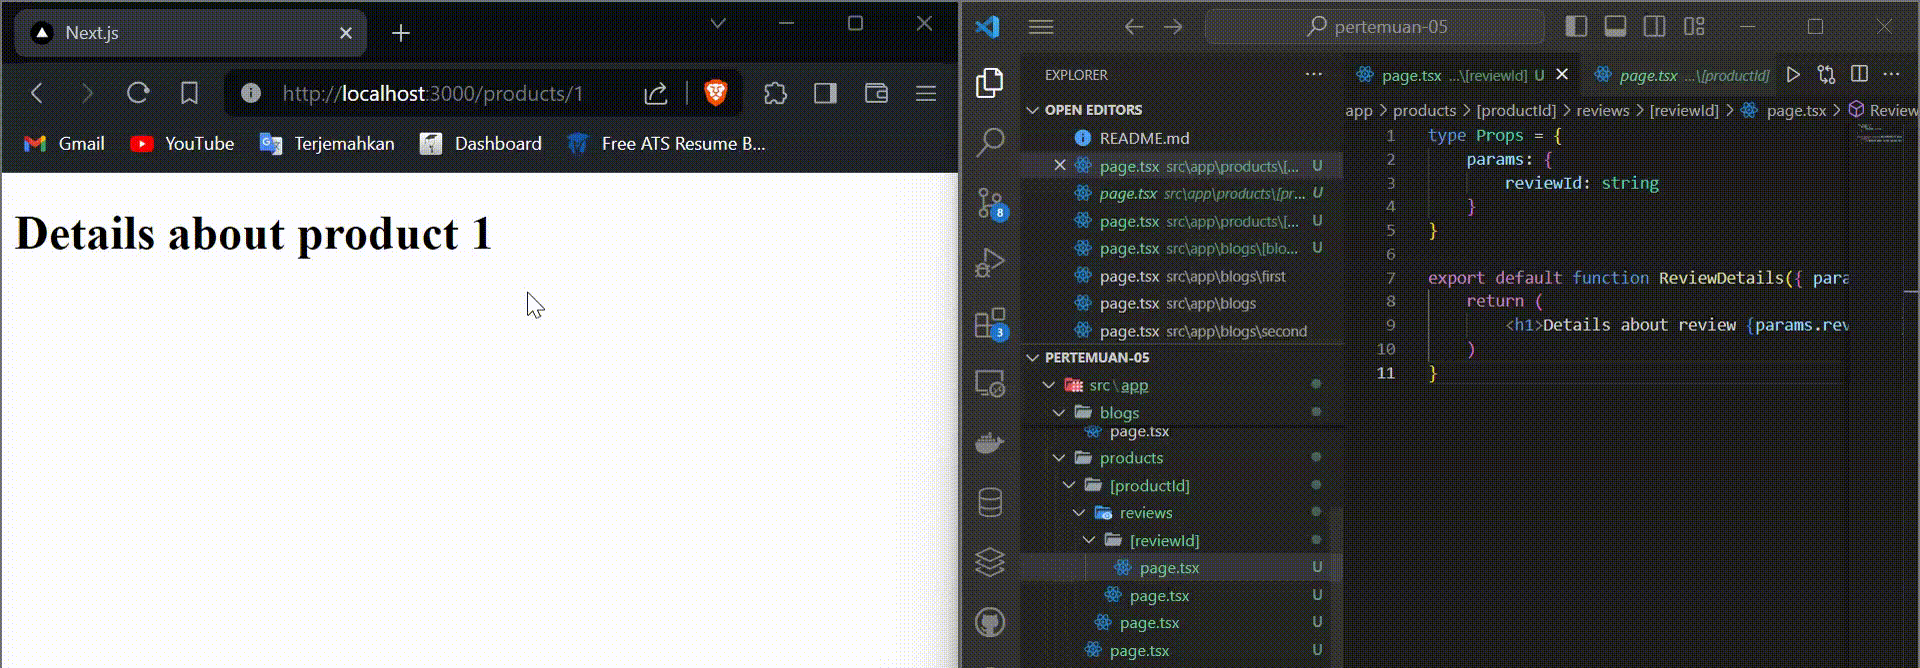 Next.js
http://localhost:3000/products/1
Gmail
YouTube
Terjemahkan
Dashboard
Free ATS Resume B...
Details about product 1
pertemuan-05
EXPLORER
OPEN EDITORS
README.md
page.tsx src\app\products\[... U
page.tsx src\app\products\[pr... U
page.tsx src\app\products\[... U
page.tsx src\app\blogs\[blo... U
page.tsx src\app\blogs\first
page.tsx src\app\blogs
page.tsx src\app\blogs\second
8
3
PERTEMUAN-05
src\app
blogs
page.tsx
products
[productId]
reviews
[reviewId]
page.tsx U
page.tsx U
page.tsx U
page.tsx U
page.tsx ...\[reviewId] U
page.tsx ...\[productId]
app > products > [productId] > reviews > [reviewId] > page.tsx > Review
1 type Props = {
2 params: {
3 reviewId: string
4 }
5 }
6
7 export default function ReviewDetails({ para
8 return (
9 <h1>Details about review {params.rev
10 )
11 }